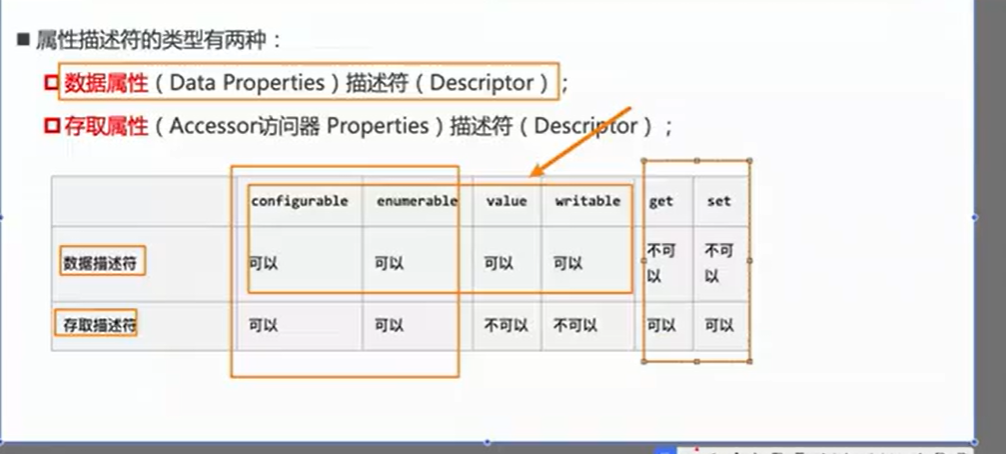 属性描述符的类型有两种：
数据属性（Data Properties）描述符（Descriptor）；
存取属性（Accessor访问器 Properties）描述符（Descriptor）；
configurable enumerable value writable get set
数据描述符 可以 可以 可以 可以 不可以 不可以
存取描述符 可以 可以 不可以 不可以 可以 可以